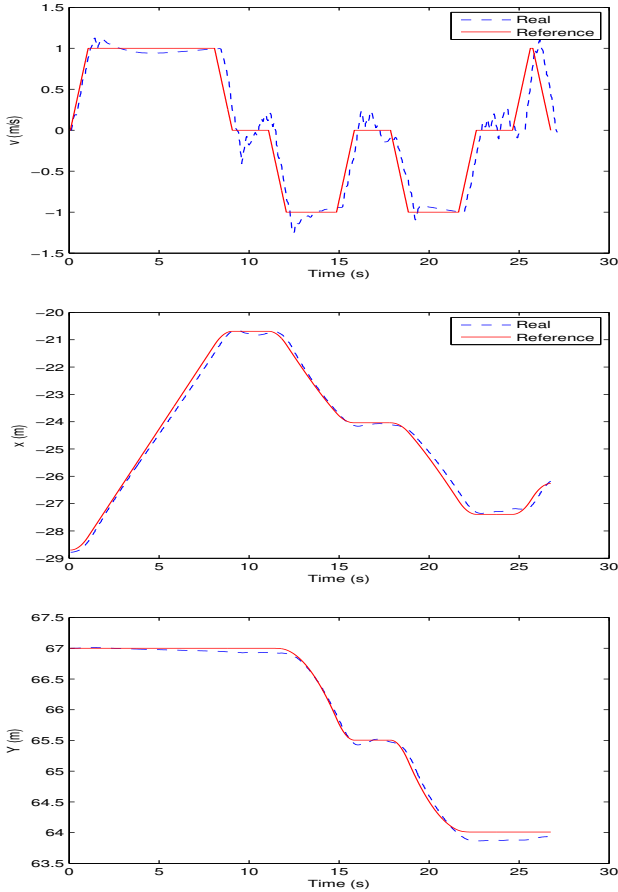 1.5
1
0.5
0
−0.5
−1
−1.5
v (m/s)
Real
Reference
0 5 10 15 20 25 30
Time (s)
−20
−21
−22
−23
−24
−25
−26
−27
−28
−29
x (m)
Real
Reference
0 5 10 15 20 25 30
Time (s)
67.5
67
66.5
66
65.5
65
64.5
64
63.5
Y (m)
0 5 10 15 20 25 30
Time (s)